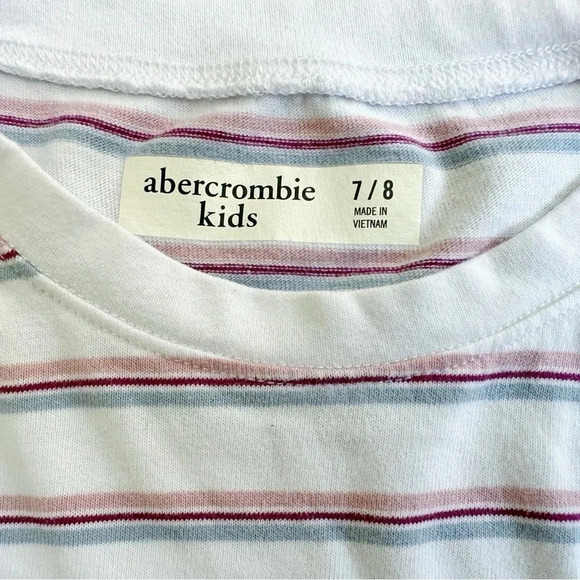 abercrombie
kids
7 / 8
MADE IN
VIETNAM